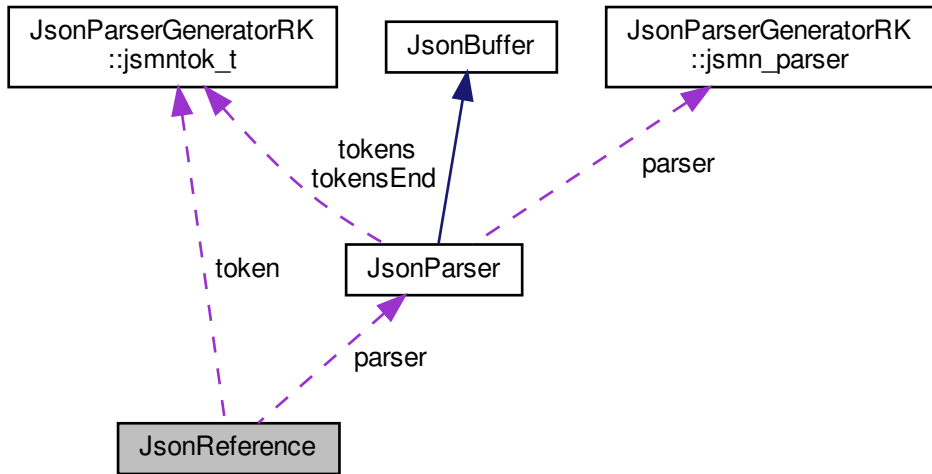 JsonParserGeneratorRK
::jsmntok_t
JsonBuffer
JsonParserGeneratorRK
::jsmn_parser
tokens
tokensEnd
parser
JsonParser
token
parser
JsonReference